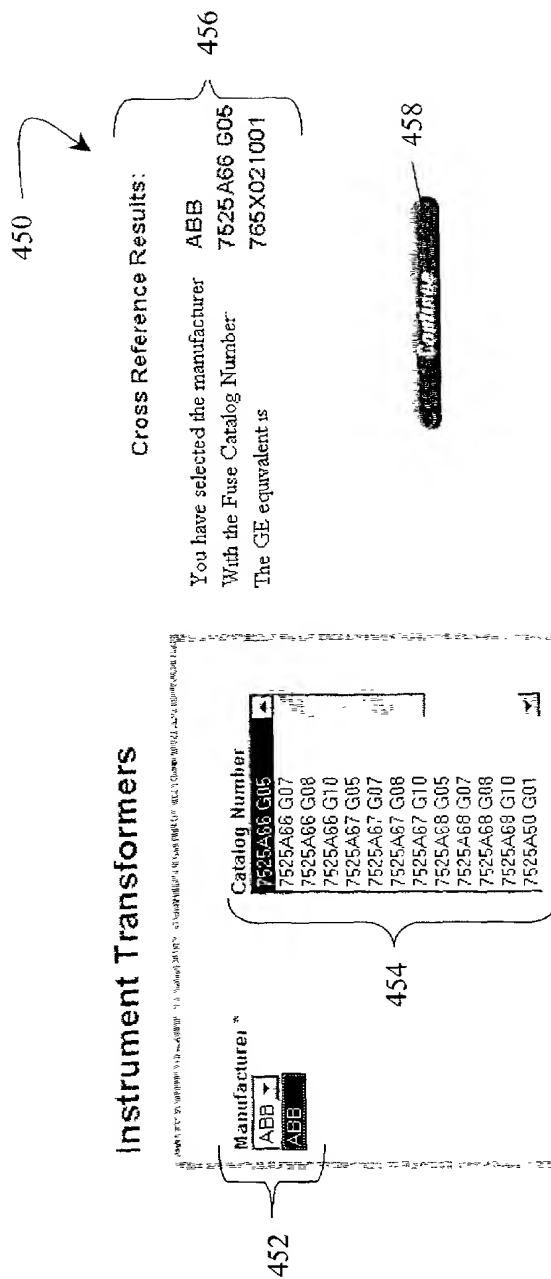 Instrument Transformers
452
Manufacturer *
ABB
ABB
Catalog Number
7525A66 G05
7525A66 G07
7525A66 G08
7525A66 G10
7525A67 G05
7525A67 G07
7525A67 G08
7525A67 G10
7525A68 G05
7525A68 G07
7525A68 G08
7525A68 G10
7525A50 G01
454
450
Cross Reference Results:
You have selected the manufacturer ABB
With the Fuse Catalog Number 7525A66 G05
The GE equivalent is 765X021001
456
Continue
458